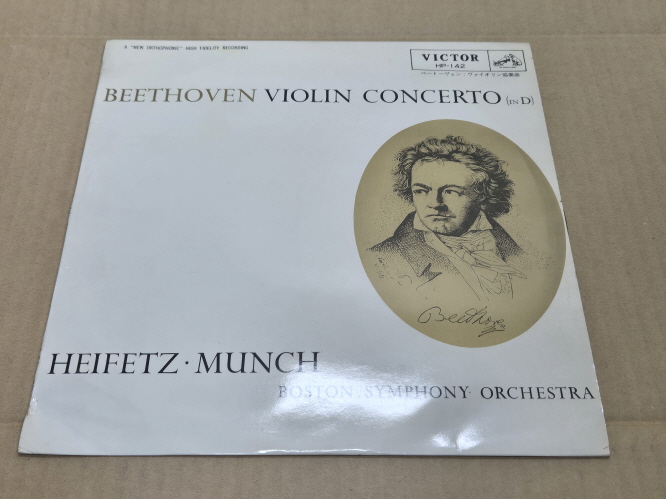 A "NEW ORTHOPHONIC" HIGH FIDELITY RECORDING
VICTOR
HP-142
ベートーヴェン:ヴァイオリン協奏曲
BEETHOVEN VIOLIN CONCERTO (IN D)
Beethoven
HEIFETZ · MUNCH
BOSTON SYMPHONY ORCHESTRA